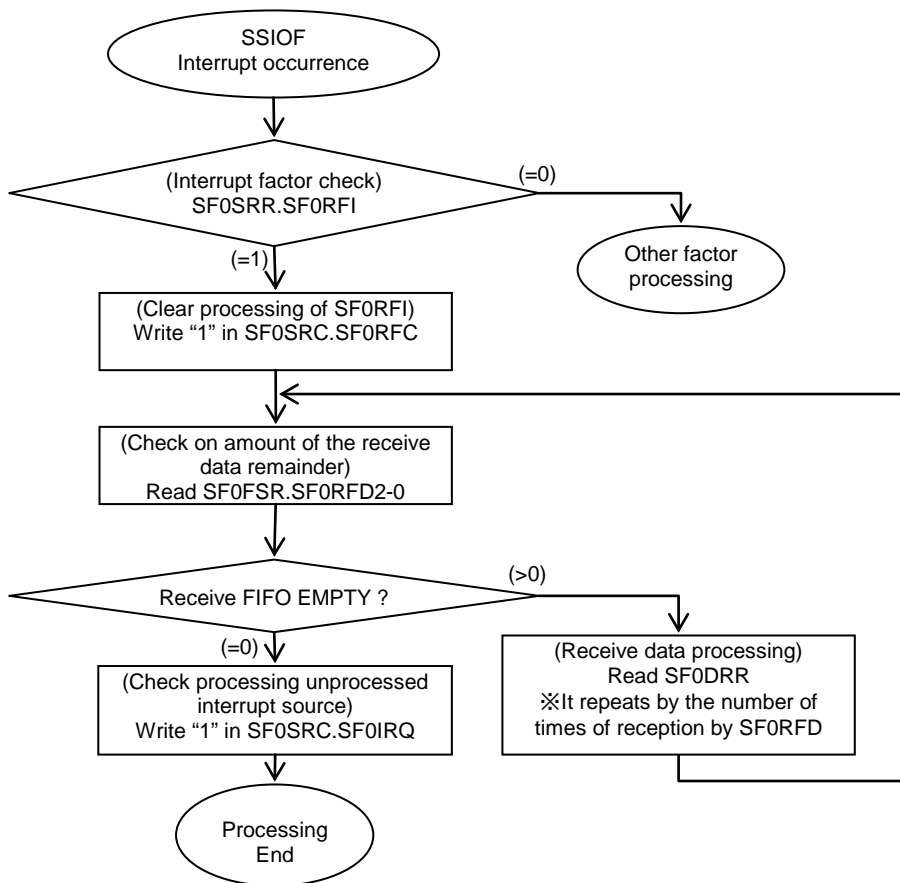 SSIOF
Interrupt occurrence
(Interrupt factor check)
SF0SRR.SF0RFI
(=0)
(=1)
Other factor
processing
(Clear processing of SF0RFI)
Write “1” in SF0SRC.SF0RFC
(Check on amount of the receive
data remainder)
Read SF0FSR.SF0RFD2-0
Receive FIFO EMPTY ?
(>0)
(=0)
(Receive data processing)
Read SF0DRR
※It repeats by the number of
times of reception by SF0RFD
(Check processing unprocessed
interrupt source)
Write “1” in SF0SRC.SF0IRQ
Processing
End